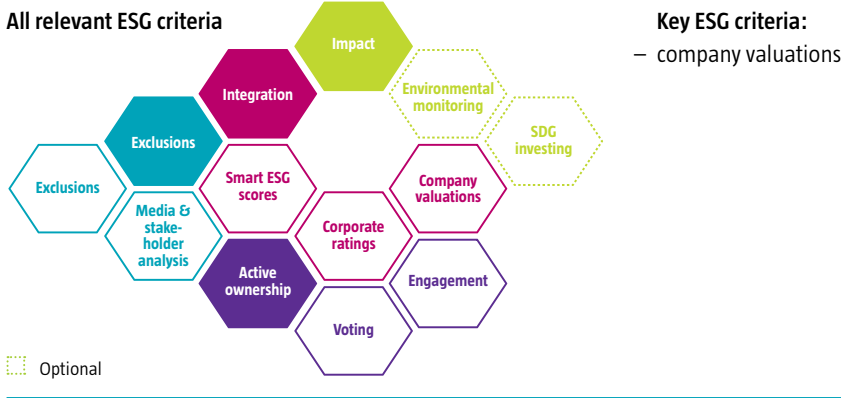 All relevant ESG criteria
Key ESG criteria:
– company valuations
Impact
Integration
Environmental
monitoring
Exclusions
SDG
investing
Exclusions
Smart ESG
scores
Company
valuations
Media &
stake-
holder
analysis
Corporate
ratings
Active
ownership
Engagement
Voting
Optional